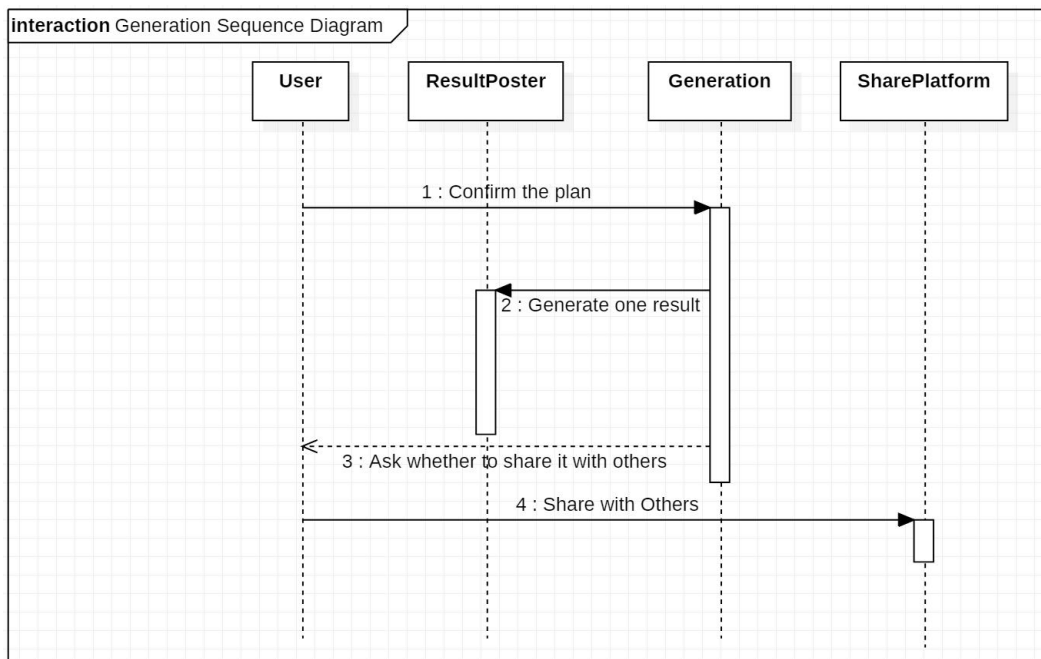 interaction Generation Sequence Diagram
User
ResultPoster
Generation
SharePlatform
1 : Confirm the plan
2 : Generate one result
3 : Ask whether to share it with others
4 : Share with Others